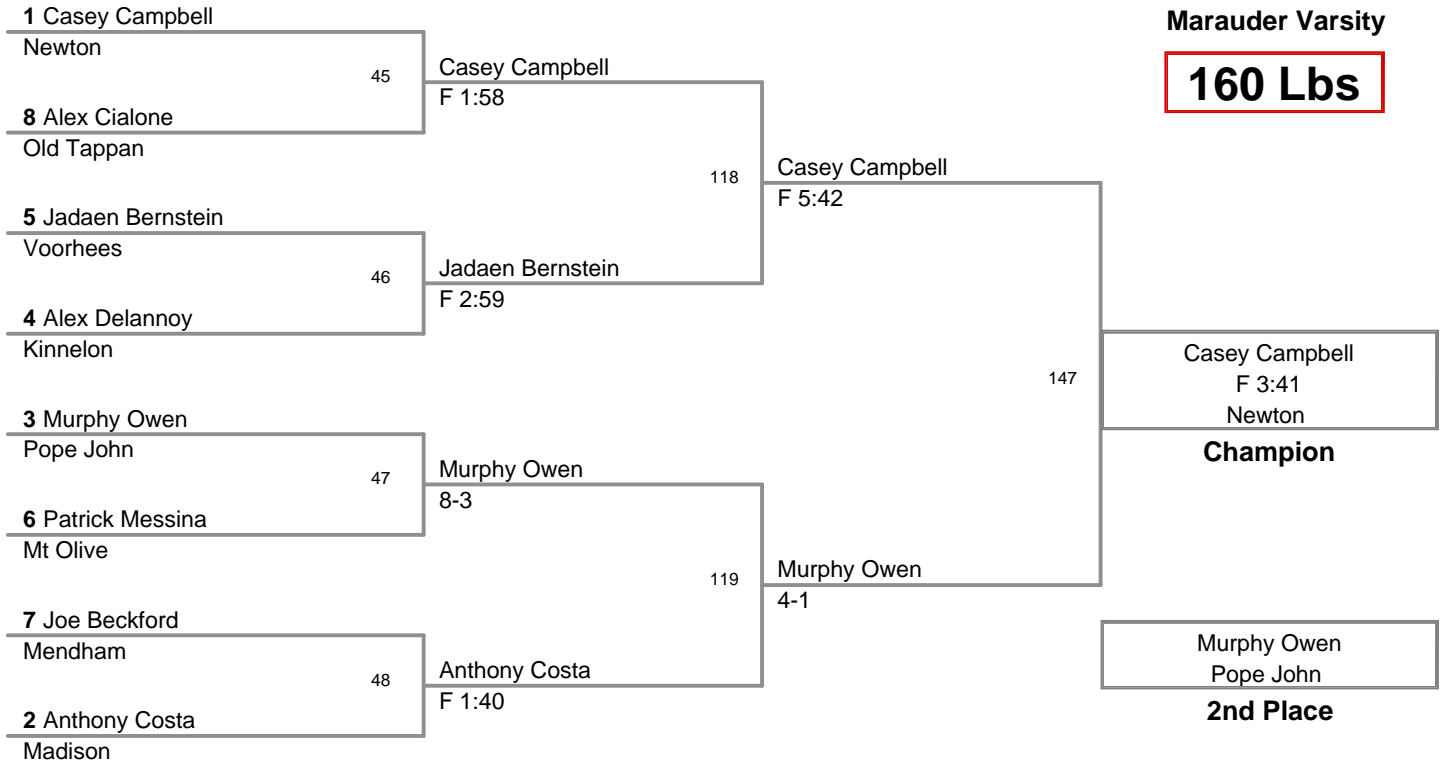 Marauder Varsity
160 Lbs
1 Casey Campbell
Newton
45
8 Alex Cialone
Old Tappan
5 Jadaen Bernstein
Voorhees
46
4 Alex Delannoy
Kinnelon
3 Murphy Owen
Pope John
47
6 Patrick Messina
Mt Olive
7 Joe Beckford
Mendham
48
2 Anthony Costa
Madison
Casey Campbell
F 1:58
118
Jadaen Bernstein
F 2:59
Murphy Owen
8-3
119
Anthony Costa
F 1:40
Casey Campbell
F 5:42
147
Murphy Owen
4-1
Casey Campbell
F 3:41
Newton
Champion
Murphy Owen
Pope John
2nd Place